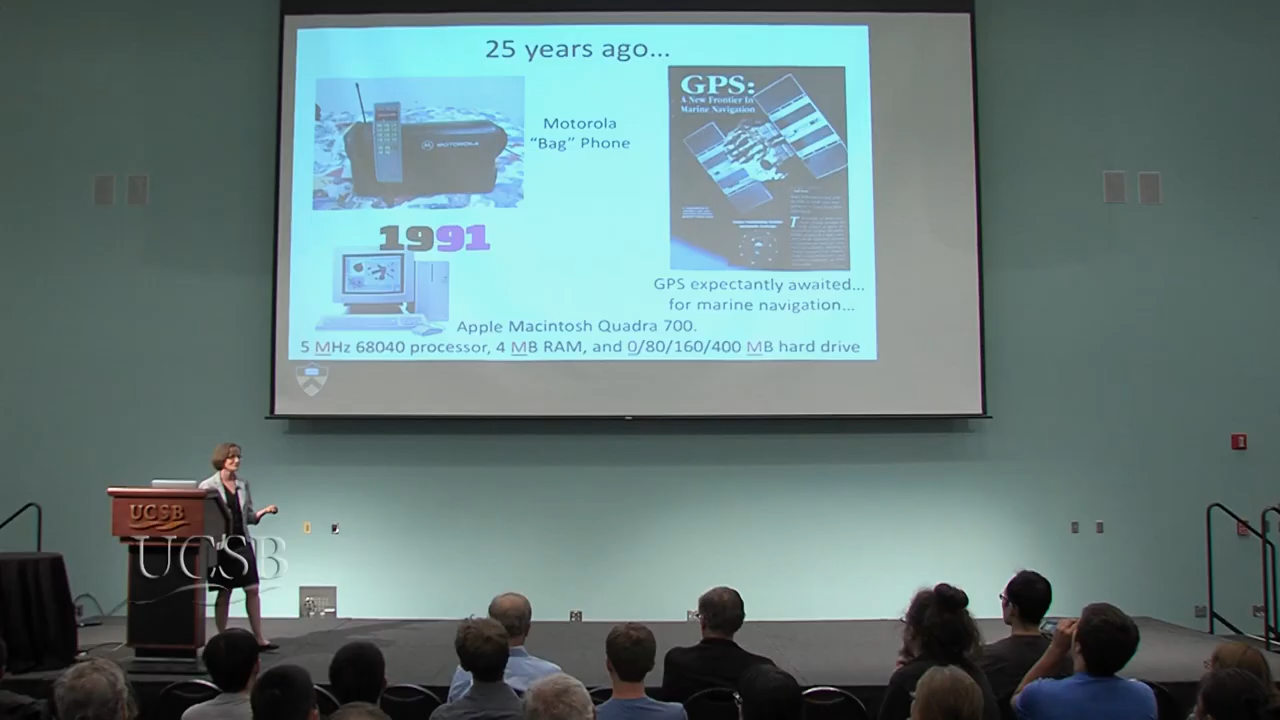 25 years ago...
Motorola
"Bag" Phone
MOTOROLA
GPS:
A New Frontier In
Marine Navigation
T
1991
GPS expectantly awaited...
for marine navigation...
Apple Macintosh Quadra 700.
5 MHz 68040 processor, 4 MB RAM, and 0/80/160/400 MB hard drive
UCSB
UCSB